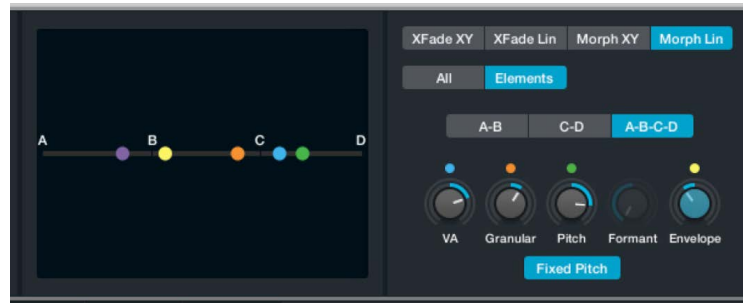 XFade XY XFade Lin Morph XY Morph Lin
All Elements
A B C D
A-B C-D A-B-C-D
VA Granular Pitch Formant Envelope
Fixed Pitch